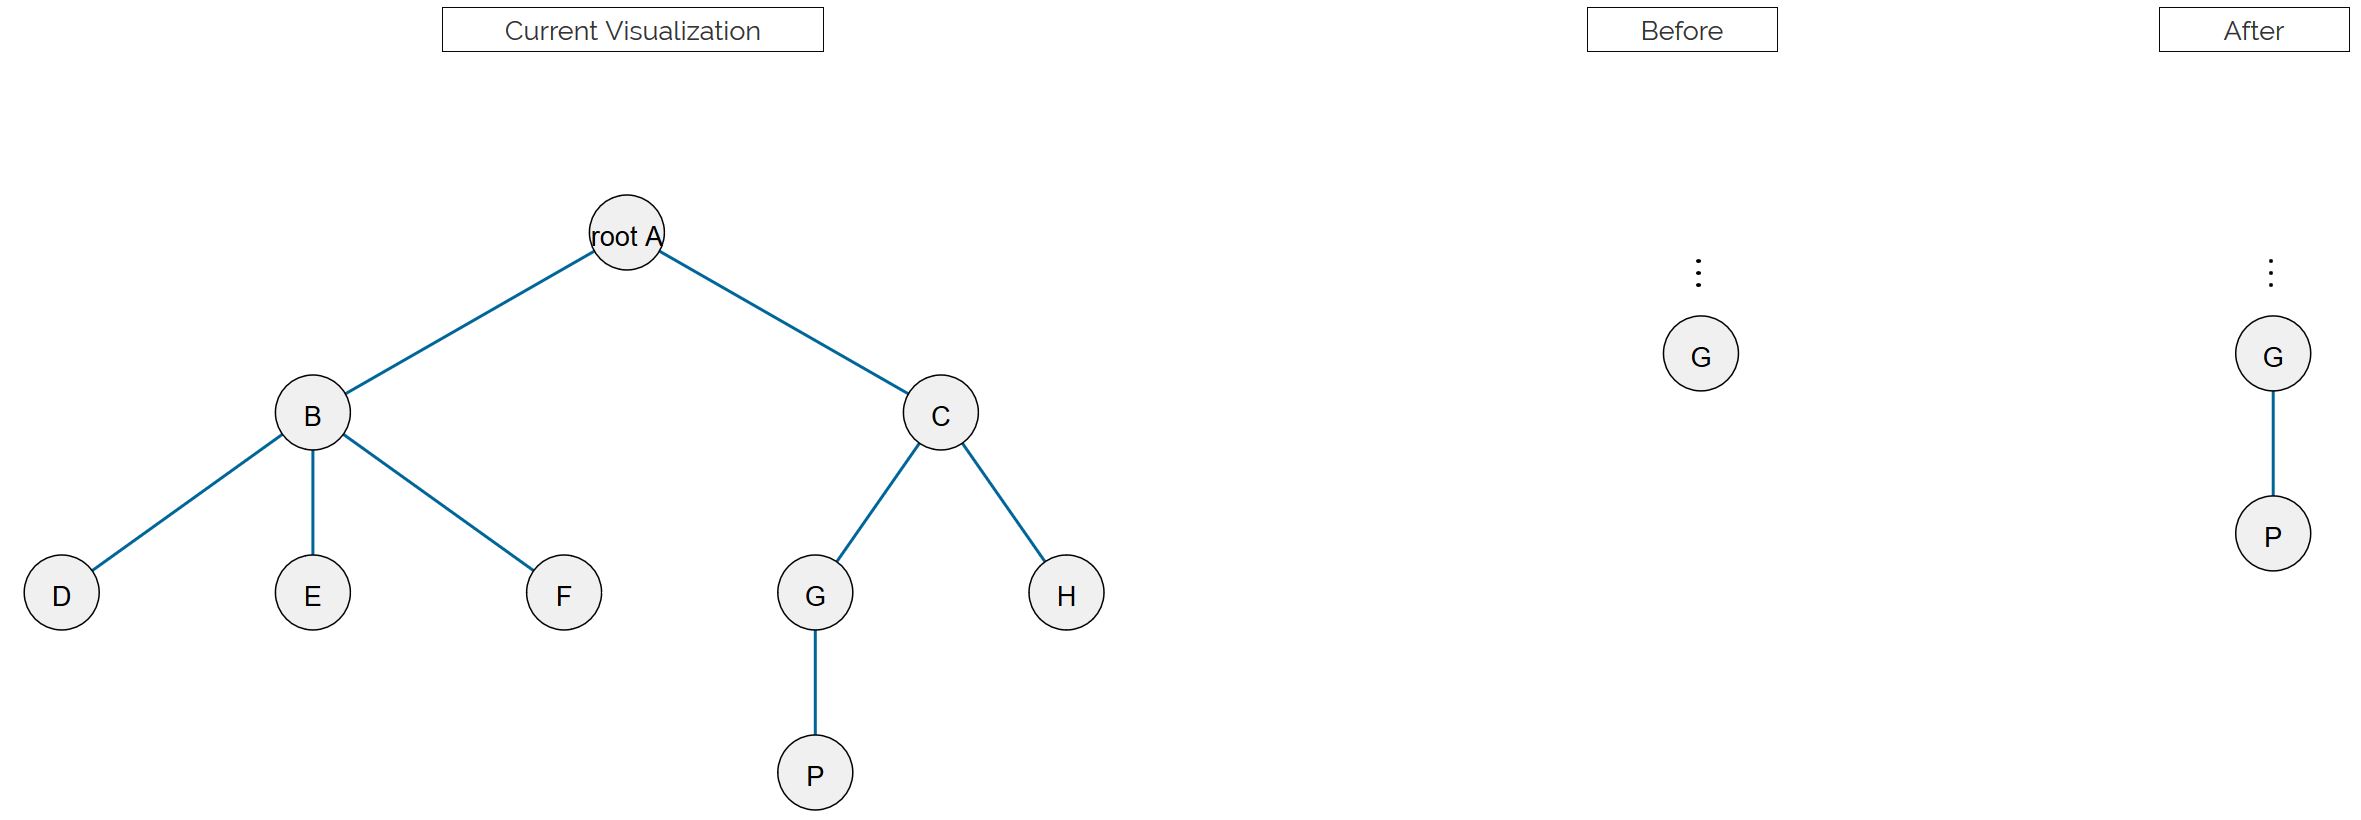 Current Visualization
Before
After
root A
B
C
D
E
F
G
H
P
G
G
P